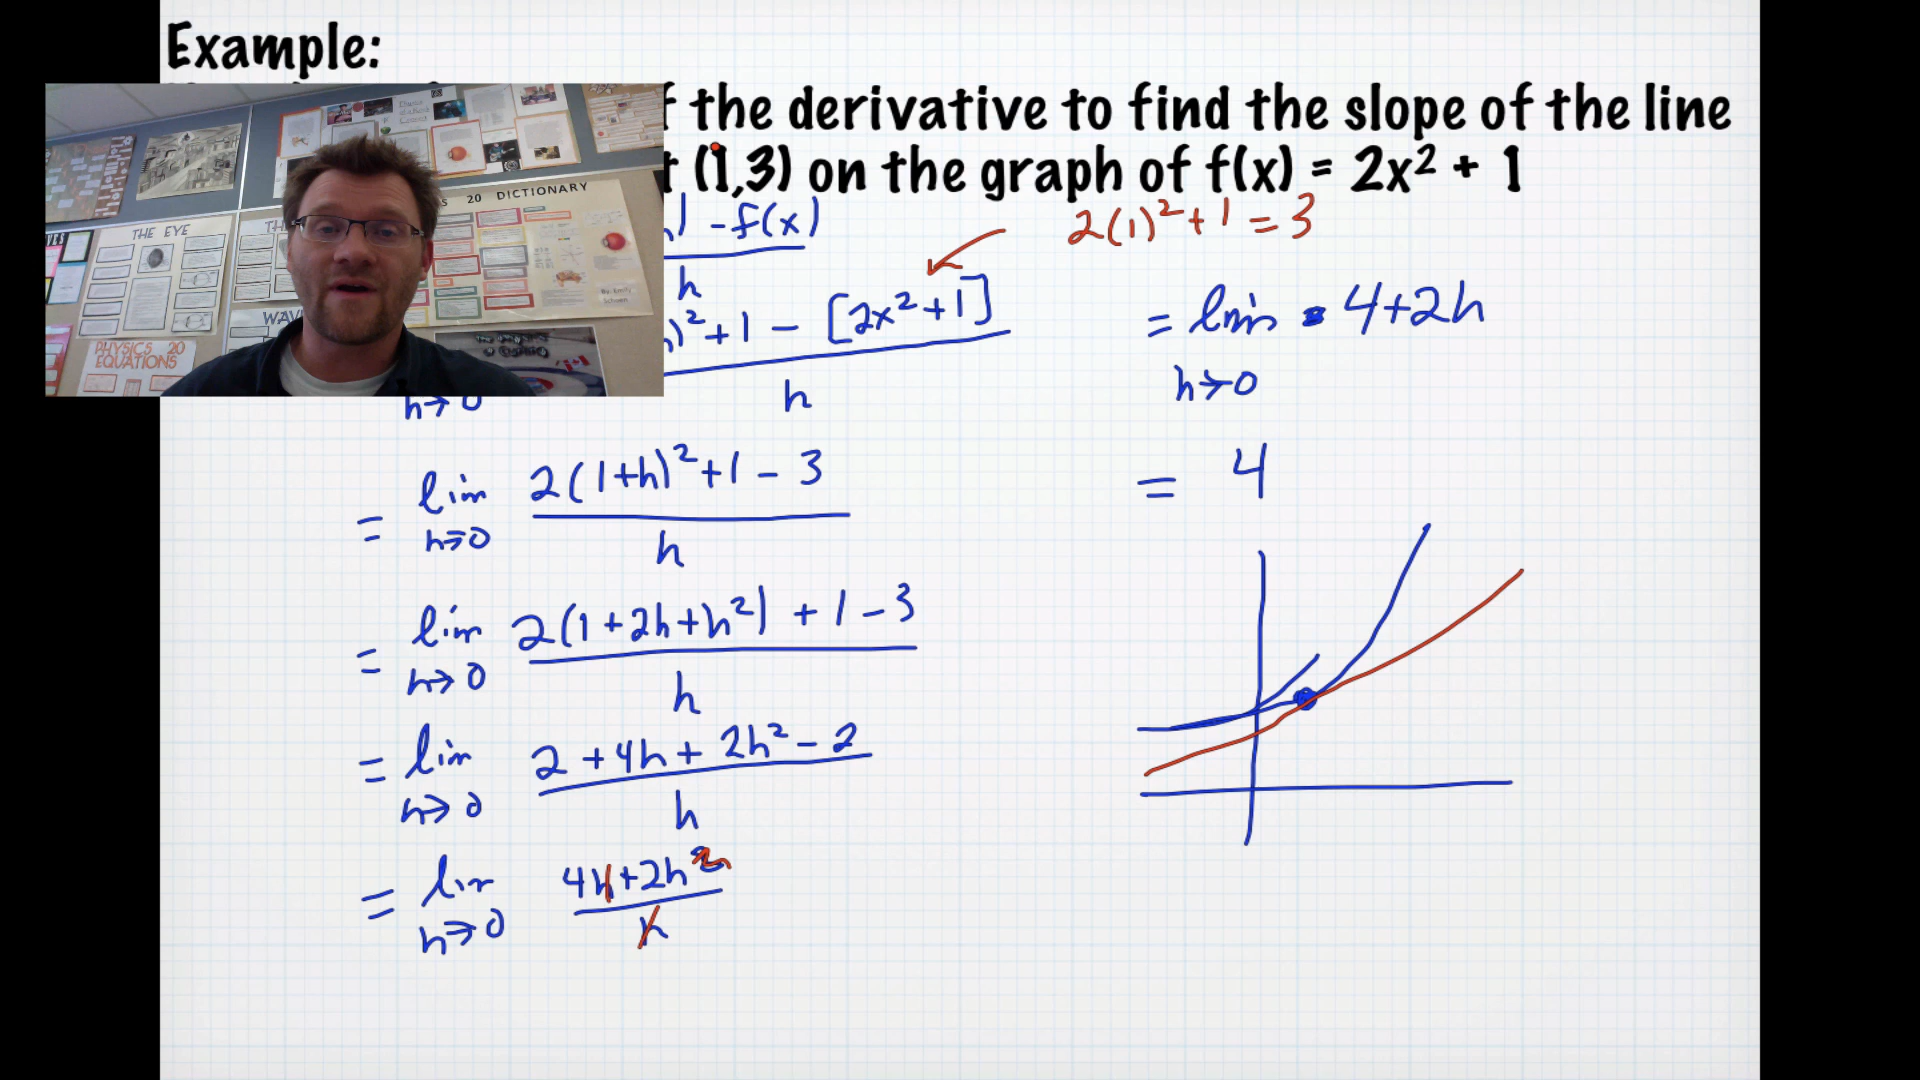 Example:
the derivative to find the slope of the line
(1,3) on the graph of f(x) = 2x² + 1
) - f(x)
h
2(1)² + 1 = 3
)² + 1 - [2x² + 1]
h
h→0
= lim 4+2h
h→0
= 4
= lim 2(1+h)² + 1 - 3
h→0 h
= lim 2(1+2h+h²) + 1 - 3
h→0 h
= lim 2 + 4h + 2h² - 2
h→0 h
= lim 4h + 2h²
h→0 h
20 DICTIONARY
THE EYE
WAV
PHYSICS 20
EQUATIONS